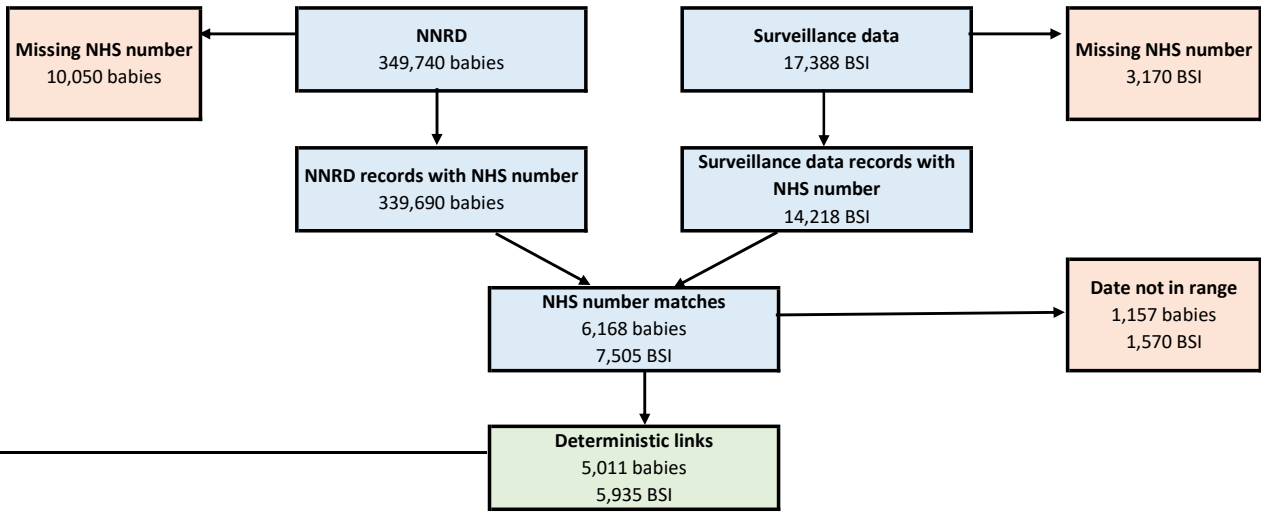 Missing NHS number
10,050 babies
NNRD
349,740 babies
Surveillance data
17,388 BSI
Missing NHS number
3,170 BSI
NNRD records with NHS number
339,690 babies
Surveillance data records with
NHS number
14,218 BSI
NHS number matches
6,168 babies
7,505 BSI
Date not in range
1,157 babies
1,570 BSI
Deterministic links
5,011 babies
5,935 BSI